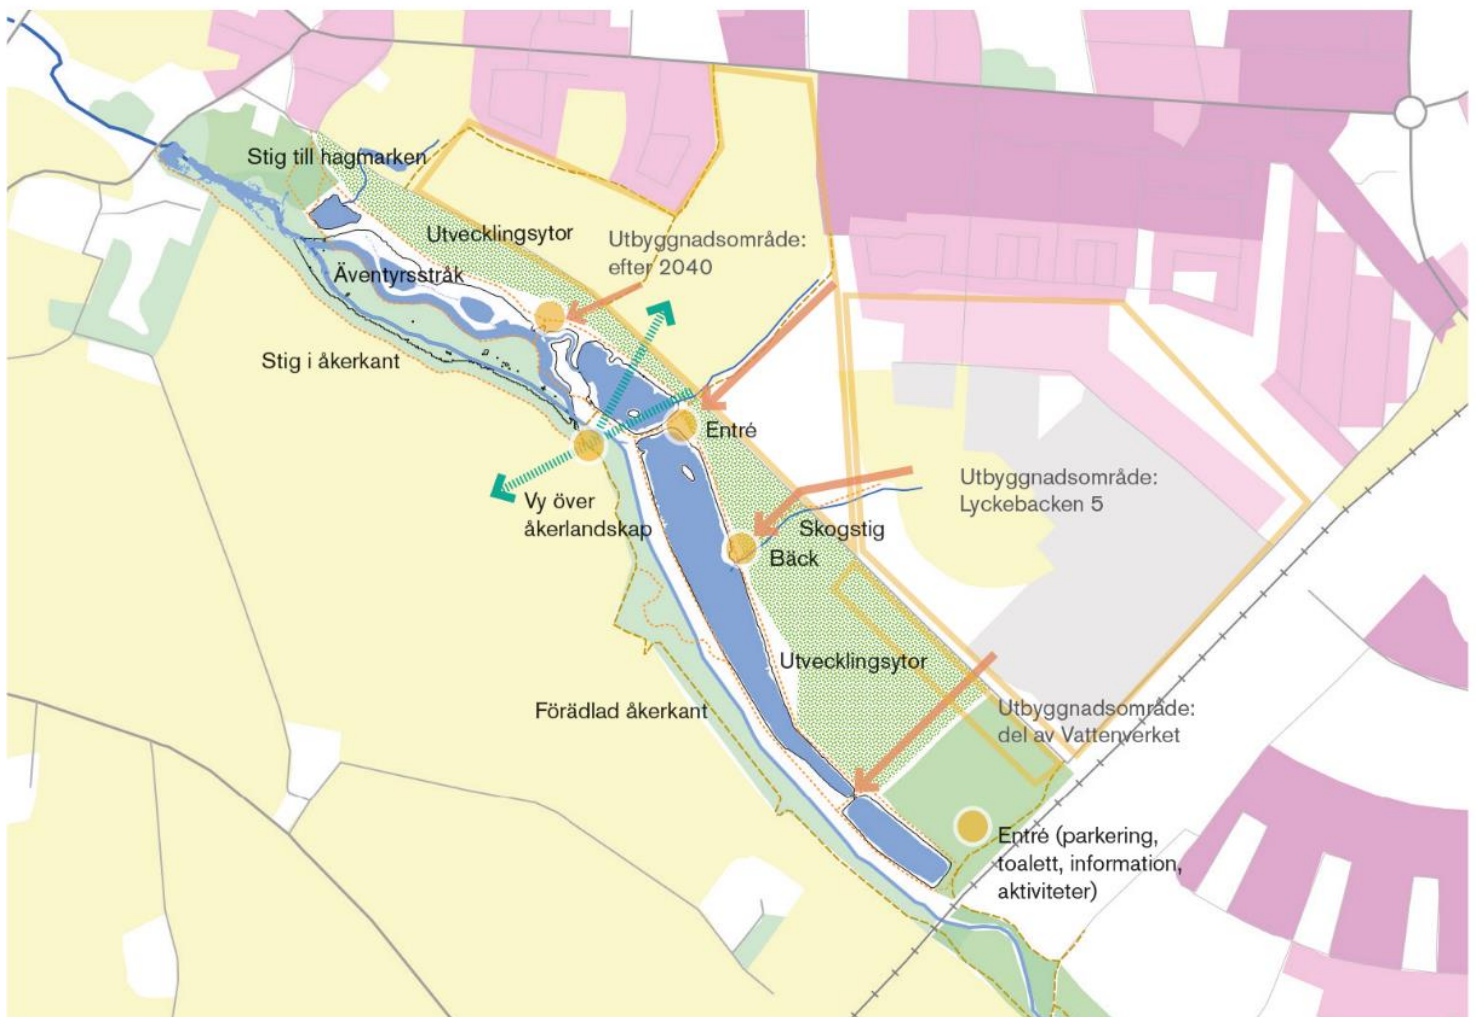 Stig till hagmarken
Utvecklingsytor
Utbyggnadsområde:
efter 2040
Äventyrsstråk
Stig i åkerkant
Entré
Vy över
åkerlandskap
Utbyggnadsområde:
Lyckebacken 5
Skogstig
Bäck
Utvecklingsytor
Förädlad åkerkant
Utbyggnadsområde:
del av Vattenverket
Entré (parkering,
toalett, information,
aktiviteter)